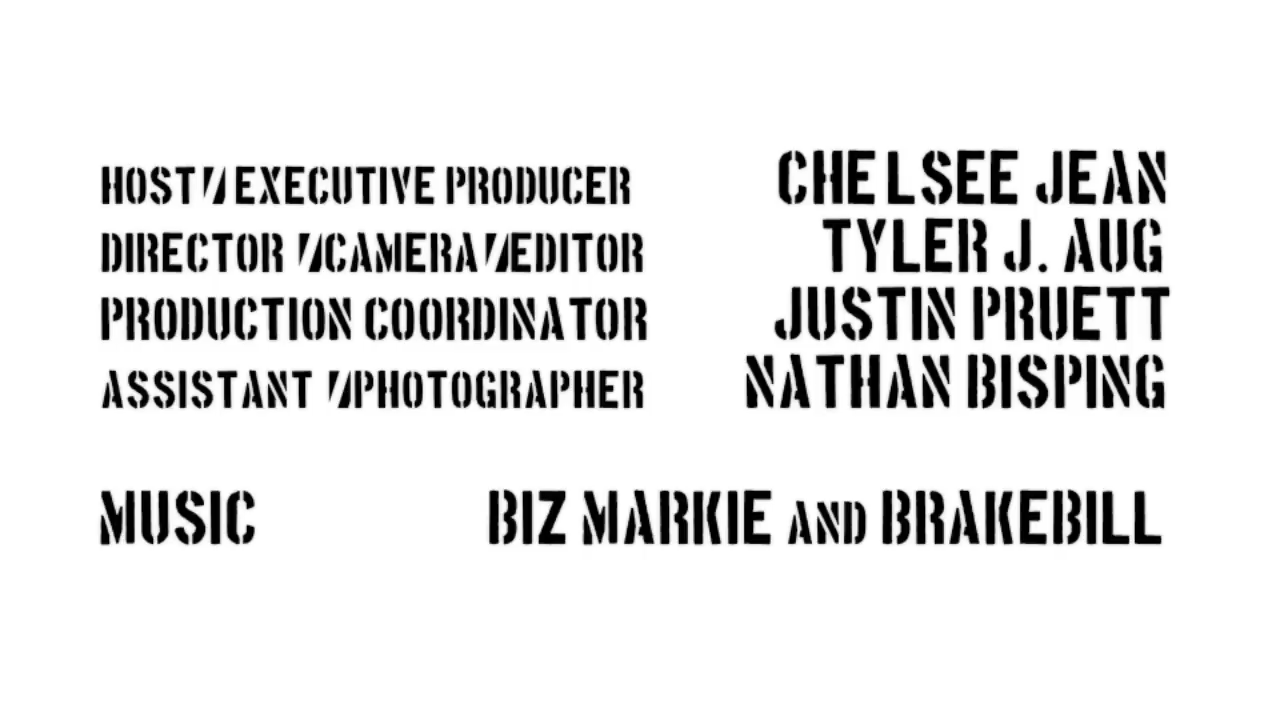 HOST/EXECUTIVE PRODUCER CHELSEE JEAN
DIRECTOR /CAMERA/EDITOR TYLER J. AUG
PRODUCTION COORDINATOR JUSTIN PRUETT
ASSISTANT /PHOTOGRAPHER NATHAN BISPING
MUSIC BIZ MARKIE AND BRAKEBILL